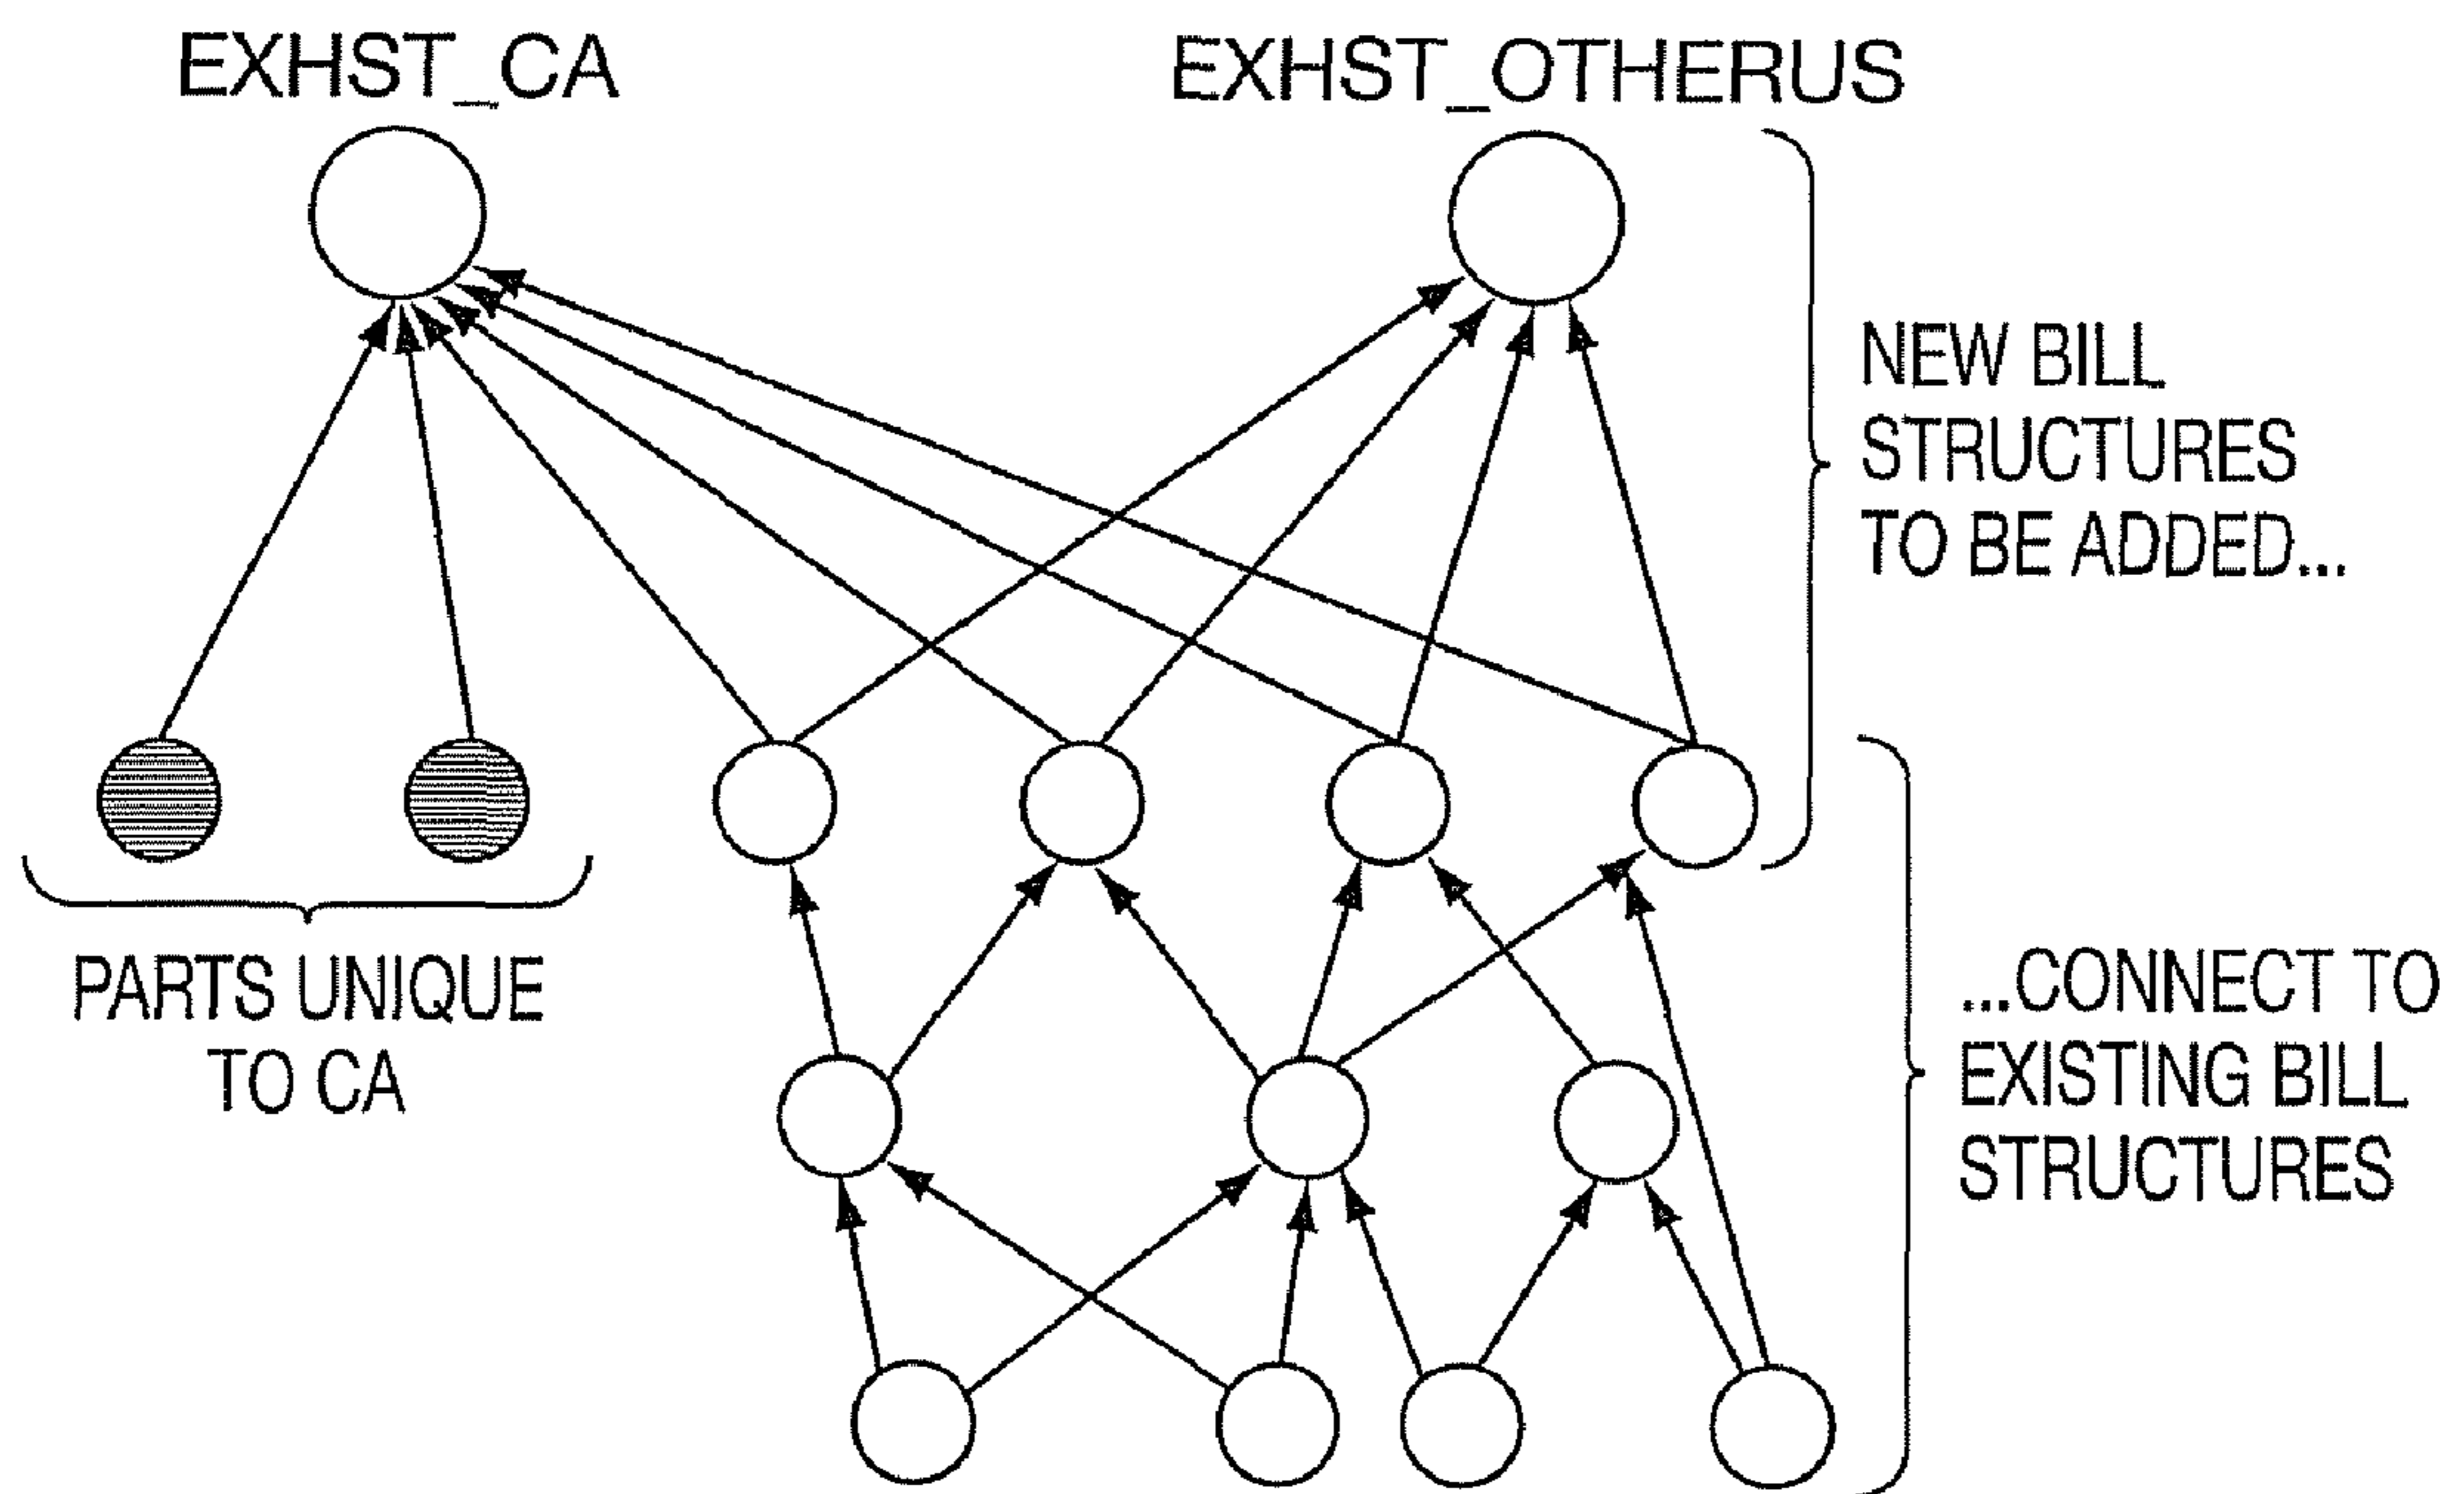 EXHST_CA
EXHST_OTHERUS
NEW BILL
STRUCTURES
TO BE ADDED...
PARTS UNIQUE
TO CA
...CONNECT TO
EXISTING BILL
STRUCTURES